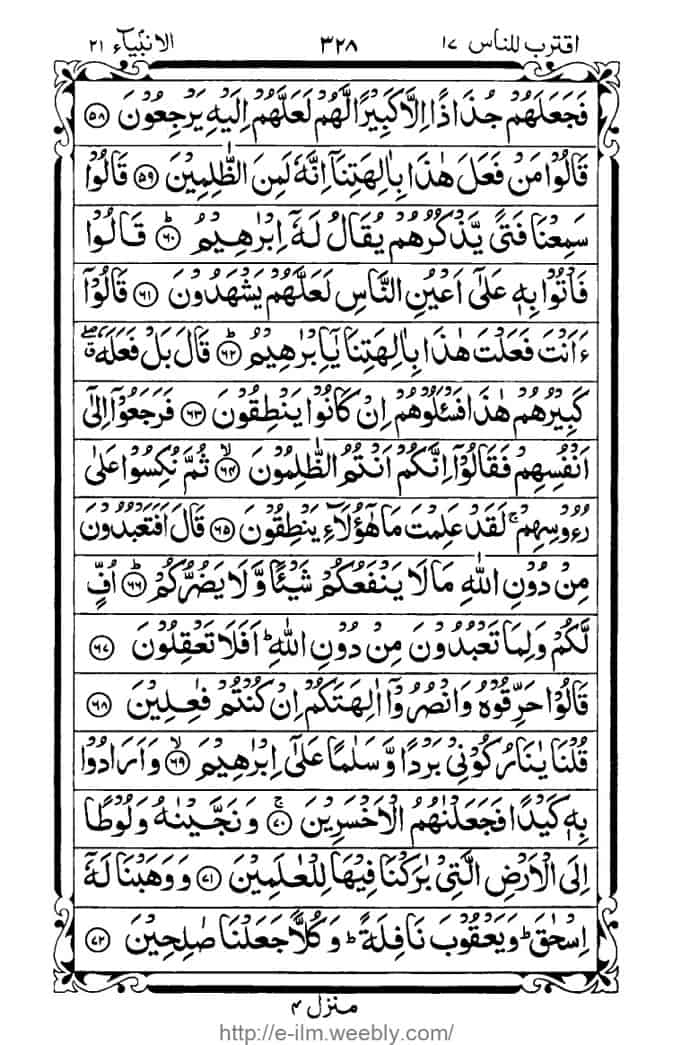 الانبیآء ٢١ ٣٢٨ اقترب للناس ١٧
فَجَعَلَهُمْ جُذَاذًا اِلَّا كَبِيْرًا لَّهُمْ لَعَلَّهُمْ اِلَيْهِ يَرْجِعُوْنَ ﴿٥٨﴾
قَالُوْا مَنْ فَعَلَ هٰذَا بِاٰلِهَتِنَآ اِنَّهٗ لَمِنَ الظّٰلِمِيْنَ ﴿٥٩﴾ قَالُوْا
سَمِعْنَا فَتًى يَّذْكُرُهُمْ يُقَالُ لَهٗٓ اِبْرٰهِيْمُ ﴿٦٠﴾ؕ قَالُوْا
فَاْتُوْا بِهٖ عَلٰٓى اَعْيُنِ النَّاسِ لَعَلَّهُمْ يَشْهَدُوْنَ ﴿٦١﴾ قَالُوْٓا
ءَاَنْتَ فَعَلْتَ هٰذَا بِاٰلِهَتِنَا يٰٓاِبْرٰهِيْمُ ﴿٦٢﴾ؕ قَالَ بَلْ فَعَلَهٗ ۖۗ
كَبِيْرُهُمْ هٰذَا فَسْـَٔلُوْهُمْ اِنْ كَانُوْا يَنْطِقُوْنَ ﴿٦٣﴾ فَرَجَعُوْٓا اِلٰٓى
اَنْفُسِهِمْ فَقَالُوْٓا اِنَّكُمْ اَنْتُمُ الظّٰلِمُوْنَ ﴿٦٤﴾ۙ ثُمَّ نُكِسُوْا عَلٰى
رُءُوْسِهِمْ ۚ لَقَدْ عَلِمْتَ مَا هٰٓؤُلَآءِ يَنْطِقُوْنَ ﴿٦٥﴾ قَالَ اَفَتَعْبُدُوْنَ
مِنْ دُوْنِ اللّٰهِ مَا لَا يَنْفَعُكُمْ شَيْـًٔا وَّلَا يَضُرُّكُمْ ﴿٦٦﴾ؕ اُفٍّ
لَّكُمْ وَلِمَا تَعْبُدُوْنَ مِنْ دُوْنِ اللّٰهِ ؕ اَفَلَا تَعْقِلُوْنَ ﴿٦٧﴾
قَالُوْا حَرِّقُوْهُ وَانْصُرُوْٓا اٰلِهَتَكُمْ اِنْ كُنْتُمْ فٰعِلِيْنَ ﴿٦٨﴾
قُلْنَا يٰنَارُ كُوْنِيْ بَرْدًا وَّسَلٰمًا عَلٰٓى اِبْرٰهِيْمَ ﴿٦٩﴾ۙ وَاَرَادُوْا
بِهٖ كَيْدًا فَجَعَلْنٰهُمُ الْاَخْسَرِيْنَ ﴿٧٠﴾ۚ وَنَجَّيْنٰهُ وَلُوْطًا
اِلَى الْاَرْضِ الَّتِيْ بٰرَكْنَا فِيْهَا لِلْعٰلَمِيْنَ ﴿٧١﴾ وَوَهَبْنَا لَهٗٓ
اِسْحٰقَ ؕ وَيَعْقُوْبَ نَافِلَةً ؕ وَكُلًّا جَعَلْنَا صٰلِحِيْنَ ﴿٧٢﴾
منزل ٤
http://e-ilm.weebly.com/